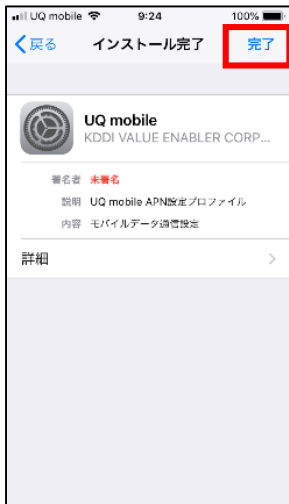 UQ mobile 9:24 100%
戻る インストール完了 完了
UQ mobile
KDDI VALUE ENABLER CORP...
署名者 未署名
説明 UQ mobile APN設定プロファイル
内容 モバイルデータ通信設定
詳細